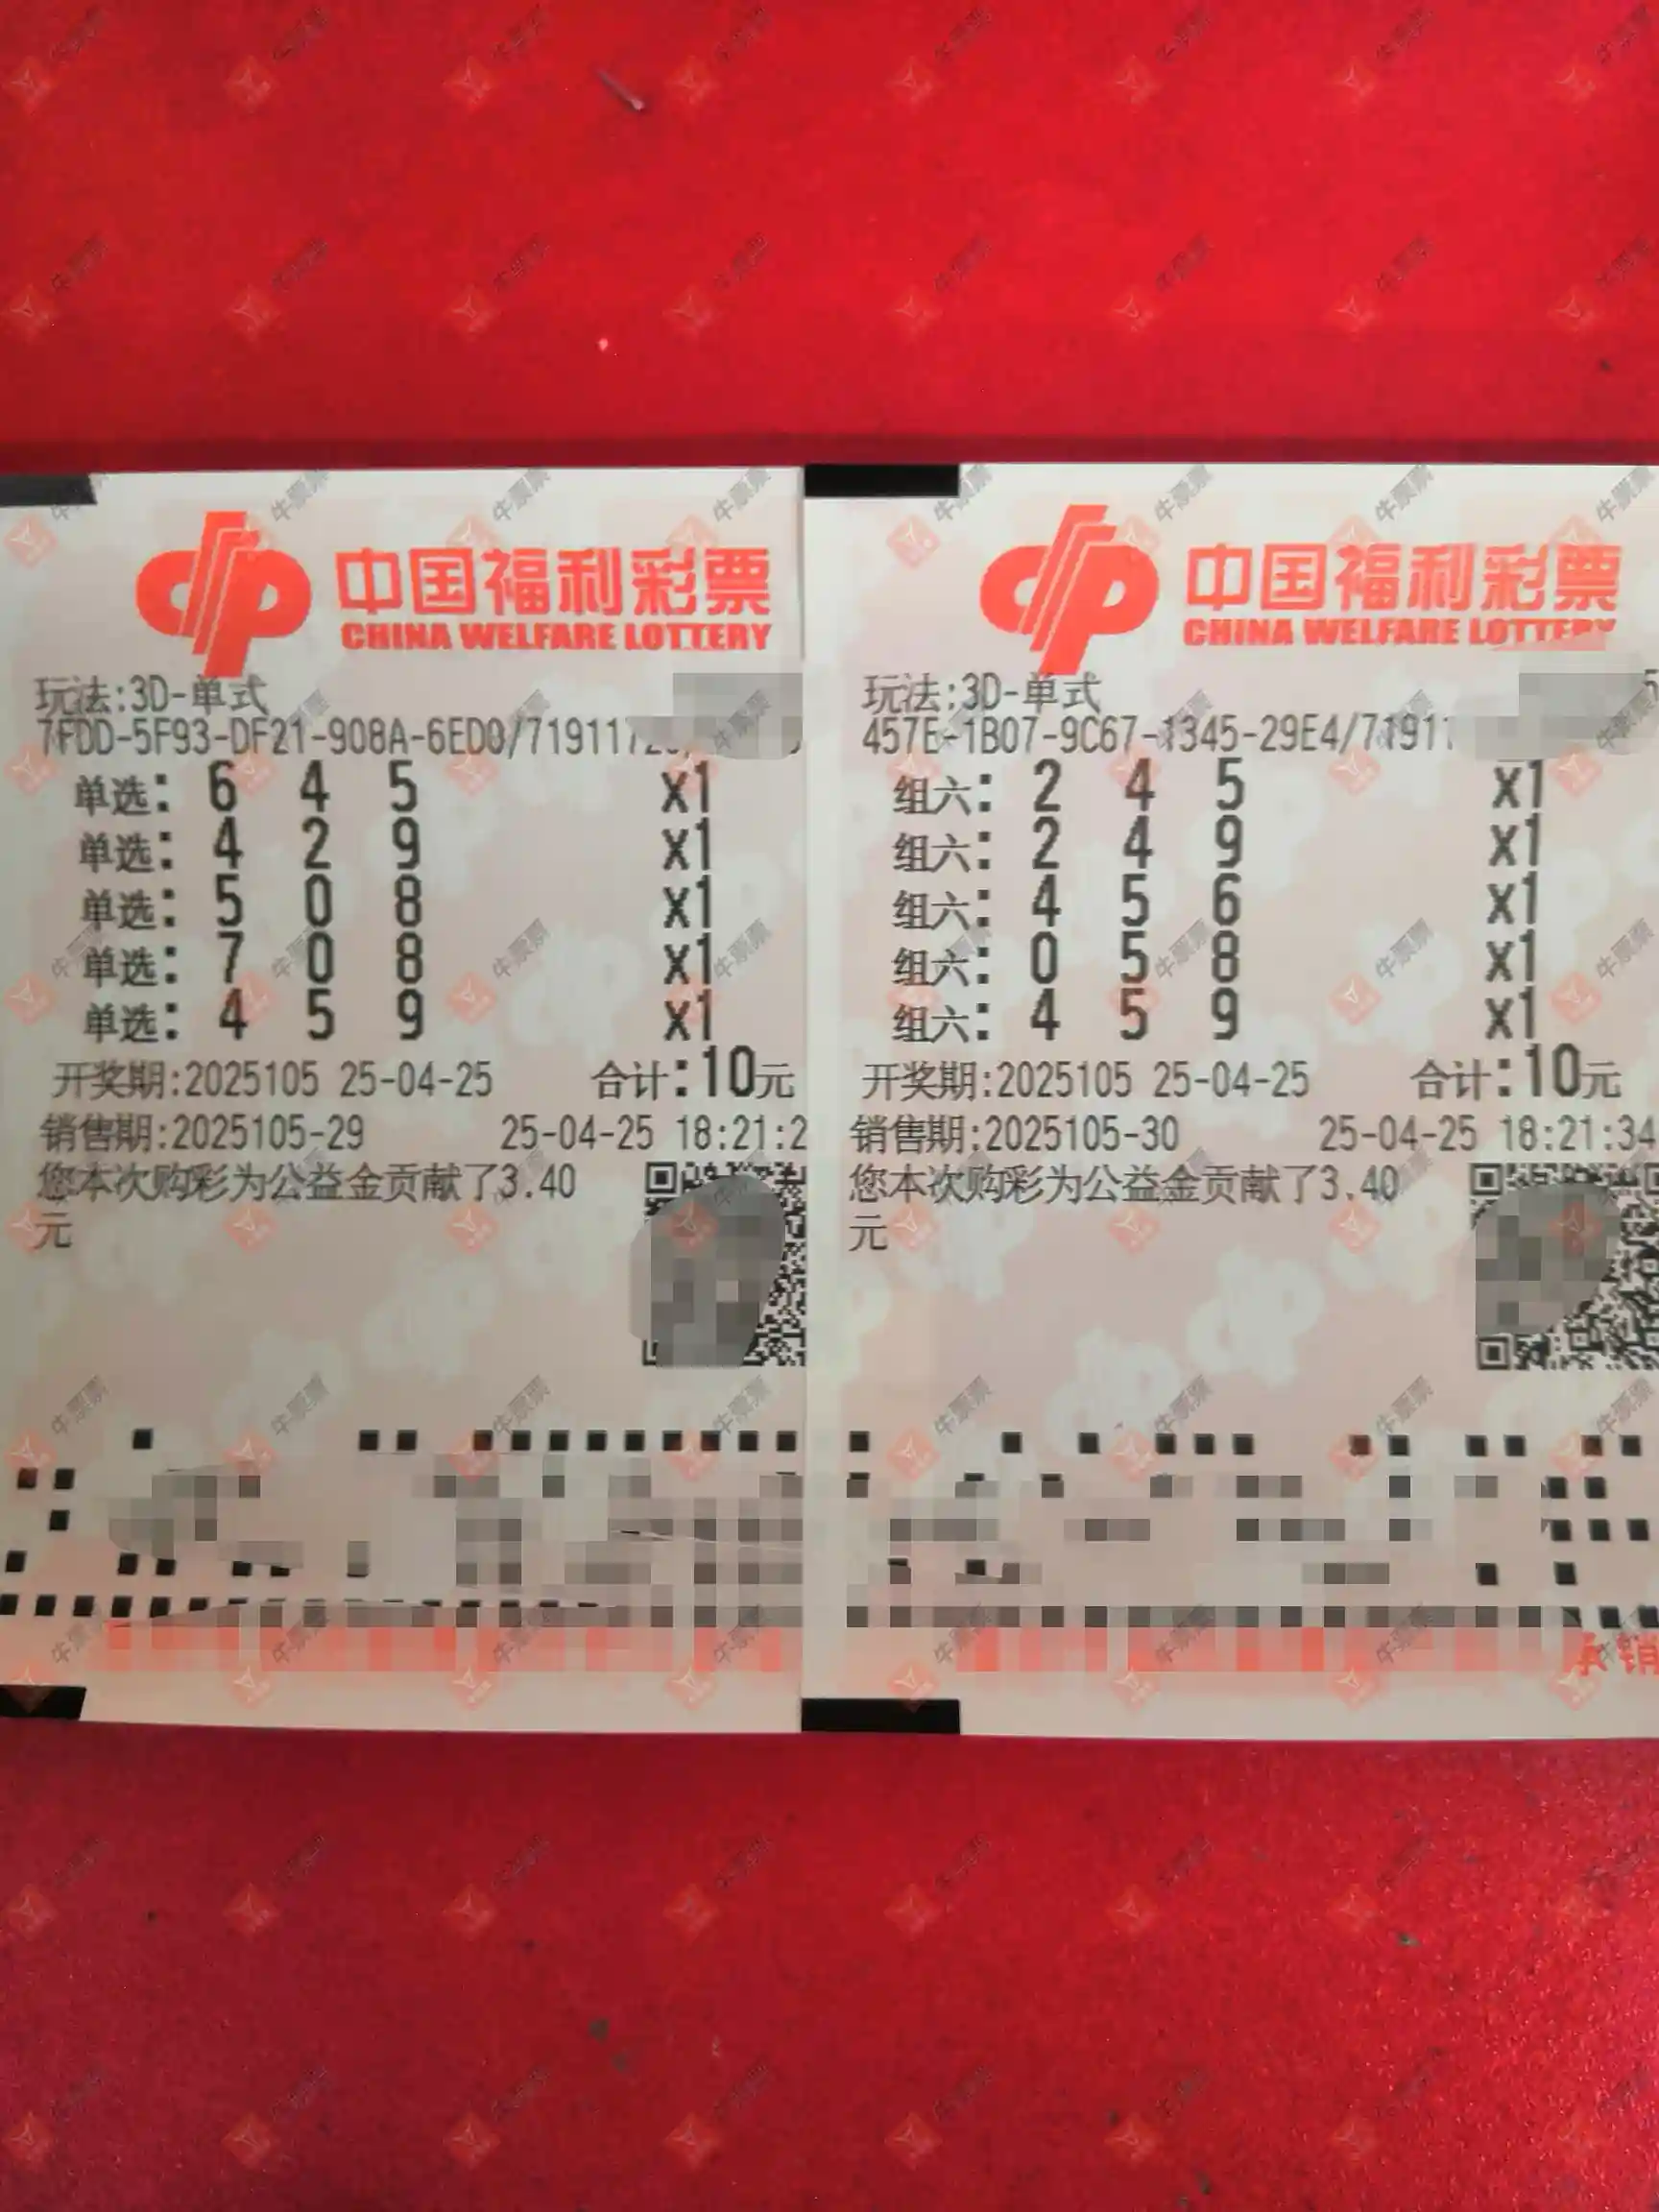 中国福利彩票
CHINA WELFARE LOTTERY
玩法:3D-单式
7FDD-5F93-DF21-908A-6ED0/7191172
单选: 6 4 5 x1
单选: 4 2 9 x1
单选: 5 0 8 x1
单选: 7 0 8 x1
单选: 4 5 9 x1
开奖期:2025105 25-04-25 合计:10元
销售期:2025105-29 25-04-25 18:21:2
您本次购彩为公益金贡献了3.40
元
中国福利彩票
CHINA WELFARE LOTTERY
玩法:3D-单式
457E-1B07-9C67-1345-29E4/71911
组六: 2 4 5 x1
组六: 2 4 9 x1
组六: 4 5 6 x1
组六: 0 5 8 x1
组六: 4 5 9 x1
开奖期:2025105 25-04-25 合计:10元
销售期:2025105-30 25-04-25 18:21:34
您本次购彩为公益金贡献了3.40
元
承销
牛票票